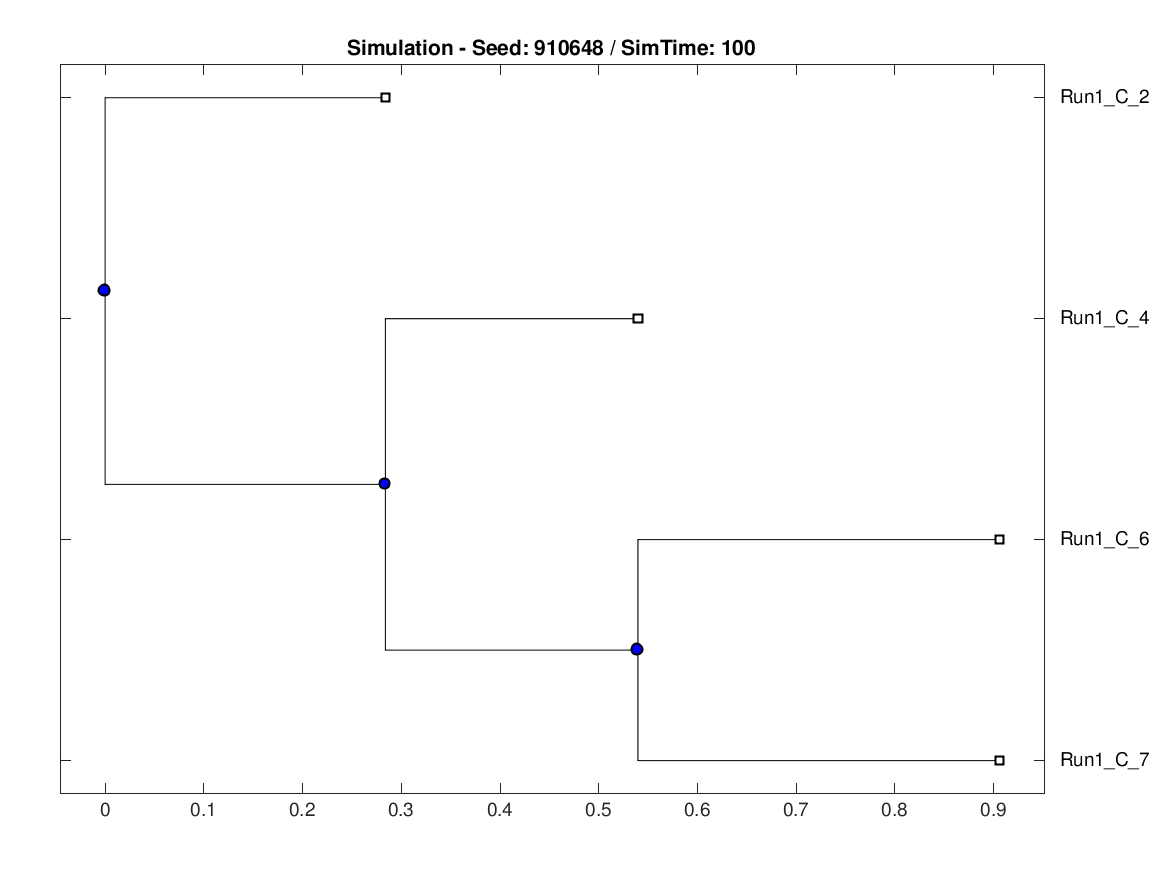 Simulation - Seed: 910648 / SimTime: 100
Run1_C_2
Run1_C_4
Run1_C_6
Run1_C_7
0 0.1 0.2 0.3 0.4 0.5 0.6 0.7 0.8 0.9